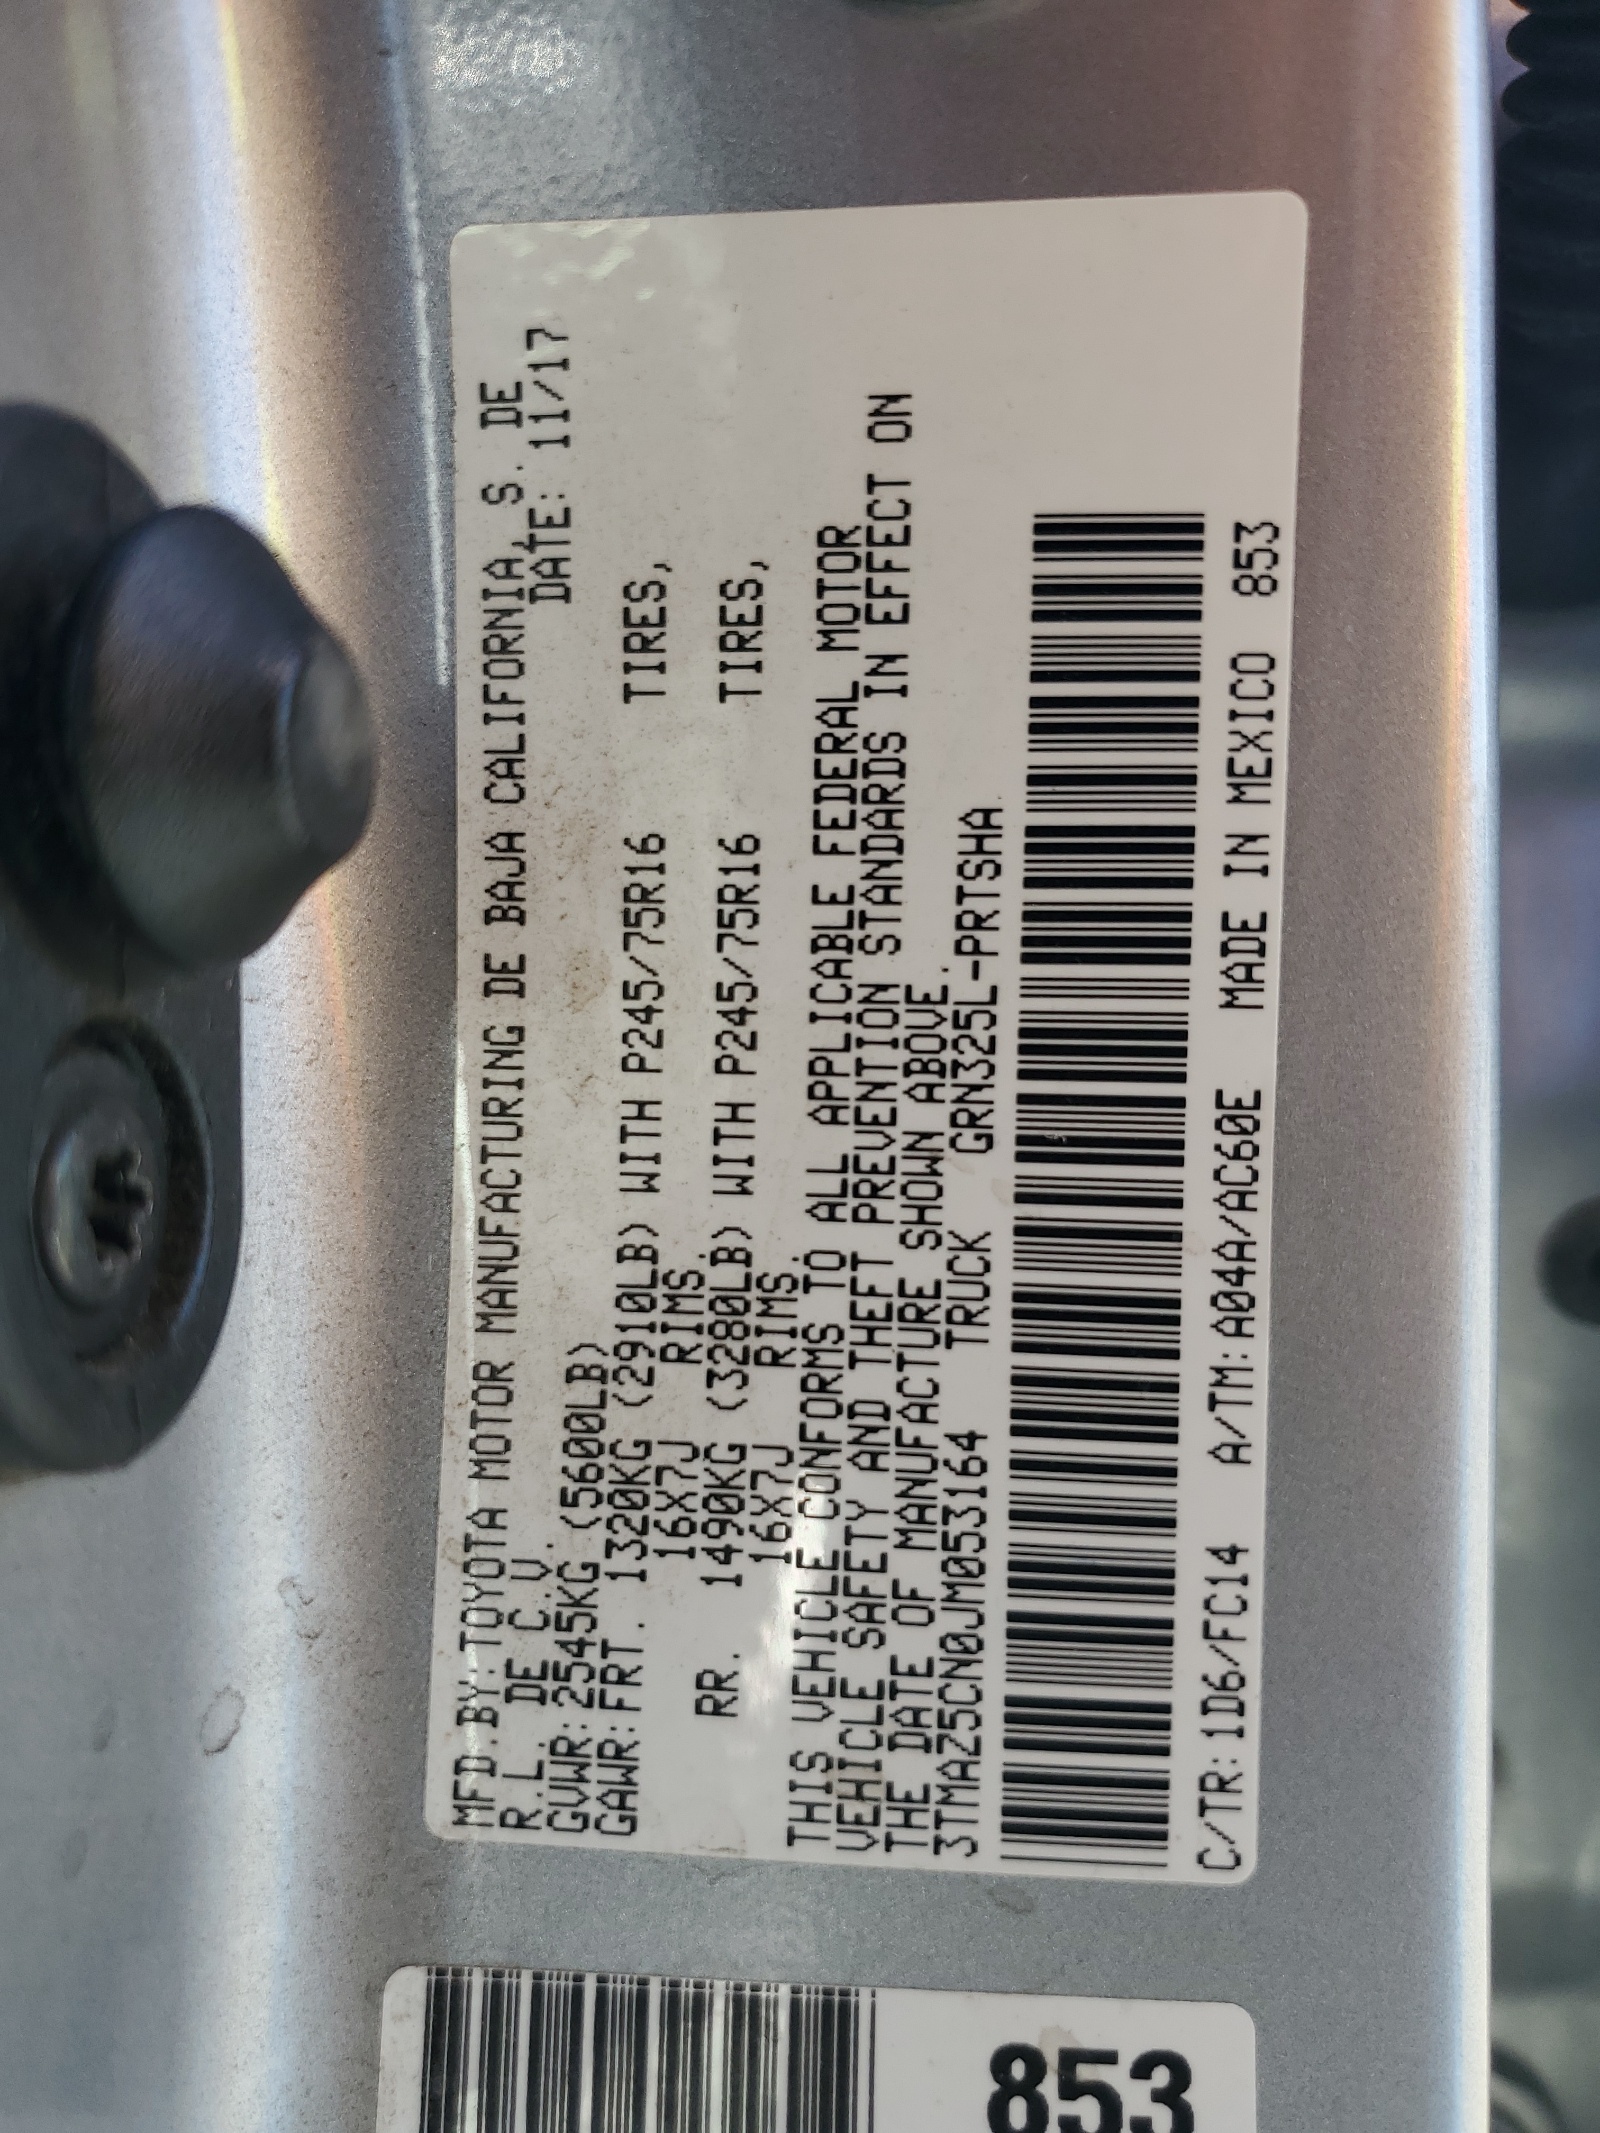 MFD.BY:TOYOTA MOTOR MANUFACTURING DE BAJA CALIFORNIA, S. DE
R.L. DE C.V. DATE: 11/17
GVWR:2545KG (5600LB)
GAWR:FRT. 1320KG (2910LB) WITH P245/75R16 TIRES,
16X7J RIMS.
RR. 1490KG (3280LB) WITH P245/75R16 TIRES,
16X7J RIMS.
THIS VEHICLE CONFORMS TO ALL APPLICABLE FEDERAL MOTOR
VEHICLE SAFETY AND THEFT PREVENTION STANDARDS IN EFFECT ON
THE DATE OF MANUFACTURE SHOWN ABOVE.
3TMAZ5CN0JM053164 TRUCK GRN325L-PRTSHA
C/TR:1D6/FC14 A/TM:A04A/AC60E MADE IN MEXICO 853
853